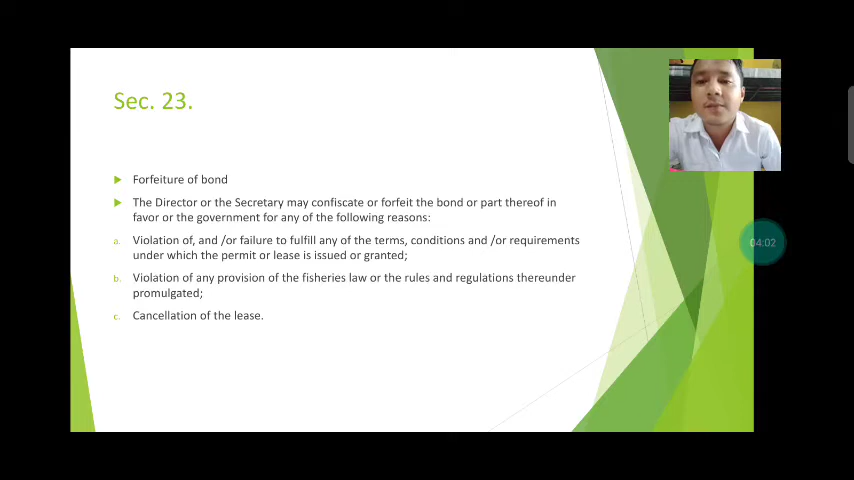 Sec. 23.
Forfeiture of bond
The Director or the Secretary may confiscate or forfeit the bond or part thereof in
favor or the government for any of the following reasons:
a. Violation of, and /or failure to fulfill any of the terms, conditions and /or requirements
under which the permit or lease is issued or granted;
b. Violation of any provision of the fisheries law or the rules and regulations thereunder
promulgated;
c. Cancellation of the lease.
04:02